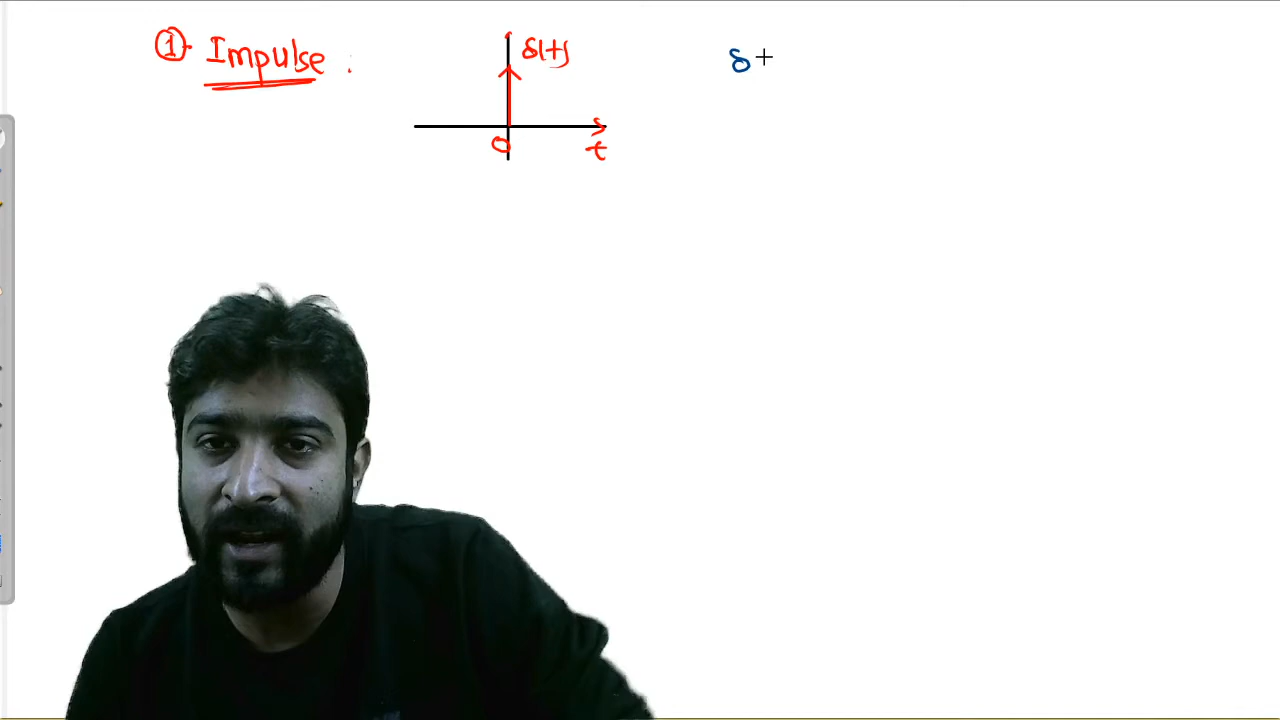 ① Impulse : δ(t) δ
0 t